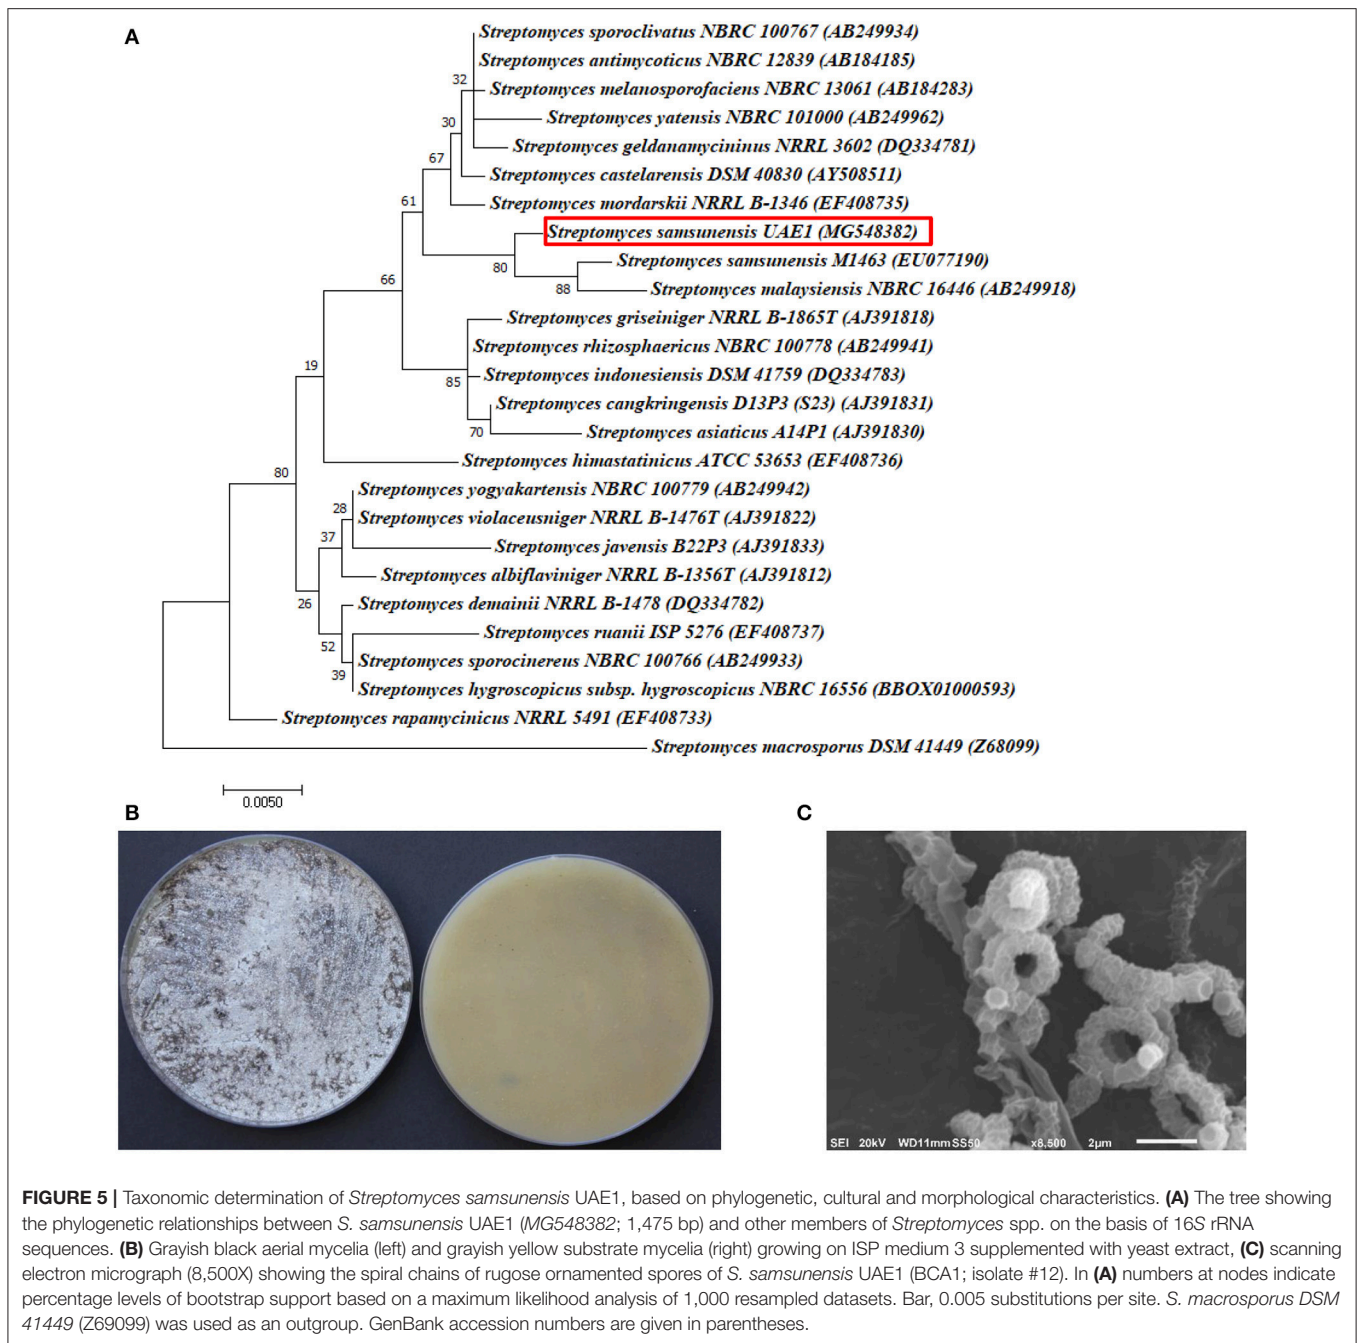 A
Streptomyces sporoclivatus NBRC 100767 (AB249934)
Streptomyces antimycoticus NBRC 12839 (AB184185)
32
Streptomyces melanosporofaciens NBRC 13061 (AB184283)
Streptomyces yatensis NBRC 101000 (AB249962)
30
Streptomyces geldanamycininus NRRL 3602 (DQ334781)
67
Streptomyces castelarensis DSM 40830 (AY508511)
Streptomyces mordarskii NRRL B-1346 (EF408735)
61
Streptomyces samsunensis UAE1 (MG548382)
Streptomyces samsunensis M1463 (EU077190)
80
66
88
Streptomyces malaysiensis NBRC 16446 (AB249918)
Streptomyces griseiniger NRRL B-1865T (AJ391818)
Streptomyces rhizosphaericus NBRC 100778 (AB249941)
19
Streptomyces indonesiensis DSM 41759 (DQ334783)
85
Streptomyces cangkringensis D13P3 (S23) (AJ391831)
70
Streptomyces asiaticus A14P1 (AJ391830)
Streptomyces himastatinicus ATCC 53653 (EF408736)
80
Streptomyces yogyakartensis NBRC 100779 (AB249942)
28
Streptomyces violaceusniger NRRL B-1476T (AJ391822)
37
Streptomyces javensis B22P3 (AJ391833)
Streptomyces albiflaviniger NRRL B-1356T (AJ391812)
26
Streptomyces demainii NRRL B-1478 (DQ334782)
Streptomyces ruanii ISP 5276 (EF408737)
52
Streptomyces sporocinereus NBRC 100766 (AB249933)
39
Streptomyces hygroscopicus subsp. hygroscopicus NBRC 16556 (BBOX01000593)
Streptomyces rapamycinicus NRRL 5491 (EF408733)
Streptomyces macrosporus DSM 41449 (Z68099)
0.0050
B
C
SEI 20kV WD11mmSS50 x8,500 2µm
FIGURE 5 | Taxonomic determination of Streptomyces samsunensis UAE1, based on phylogenetic, cultural and morphological characteristics. (A) The tree showing
the phylogenetic relationships between S. samsunensis UAE1 (MG548382; 1,475 bp) and other members of Streptomyces spp. on the basis of 16S rRNA
sequences. (B) Grayish black aerial mycelia (left) and grayish yellow substrate mycelia (right) growing on ISP medium 3 supplemented with yeast extract, (C) scanning
electron micrograph (8,500X) showing the spiral chains of rugose ornamented spores of S. samsunensis UAE1 (BCA1; isolate #12). In (A) numbers at nodes indicate
percentage levels of bootstrap support based on a maximum likelihood analysis of 1,000 resampled datasets. Bar, 0.005 substitutions per site. S. macrosporus DSM
41449 (Z69099) was used as an outgroup. GenBank accession numbers are given in parentheses.